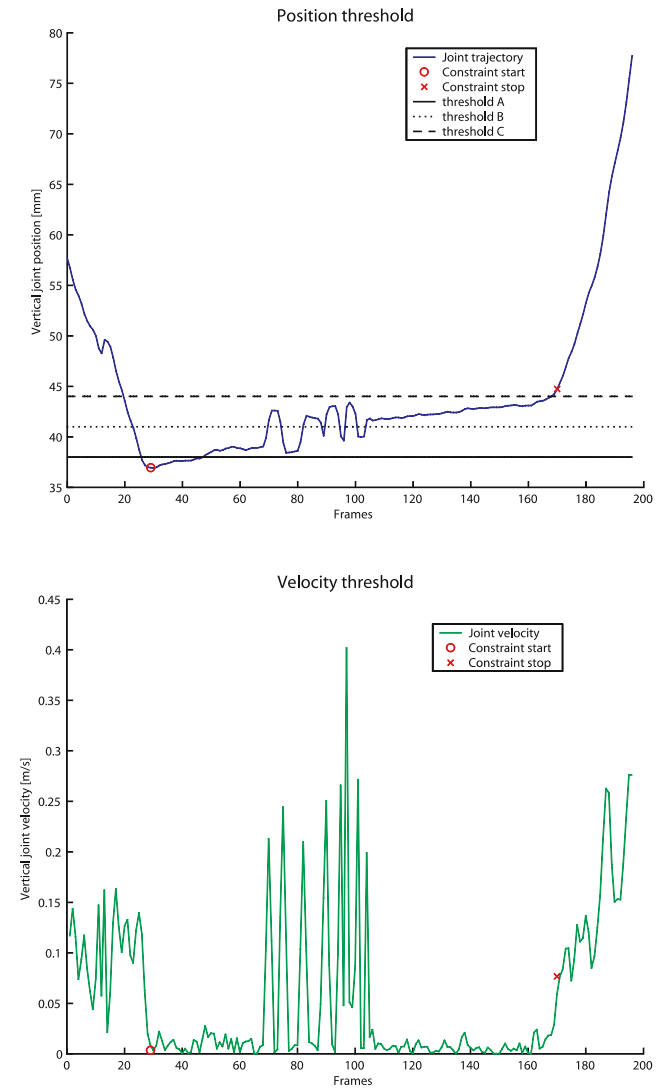 Position threshold
80
75
70
65
60
55
50
45
40
35
Vertical joint position [mm]
Joint trajectory
Constraint start
Constraint stop
threshold A
threshold B
threshold C
0 20 40 60 80 100 120 140 160 180 200
Frames
Velocity threshold
0.45
0.4
0.35
0.3
0.25
0.2
0.15
0.1
0.05
0
Vertical joint velocity [m/s]
Joint velocity
Constraint start
Constraint stop
0 20 40 60 80 100 120 140 160 180 200
Frames